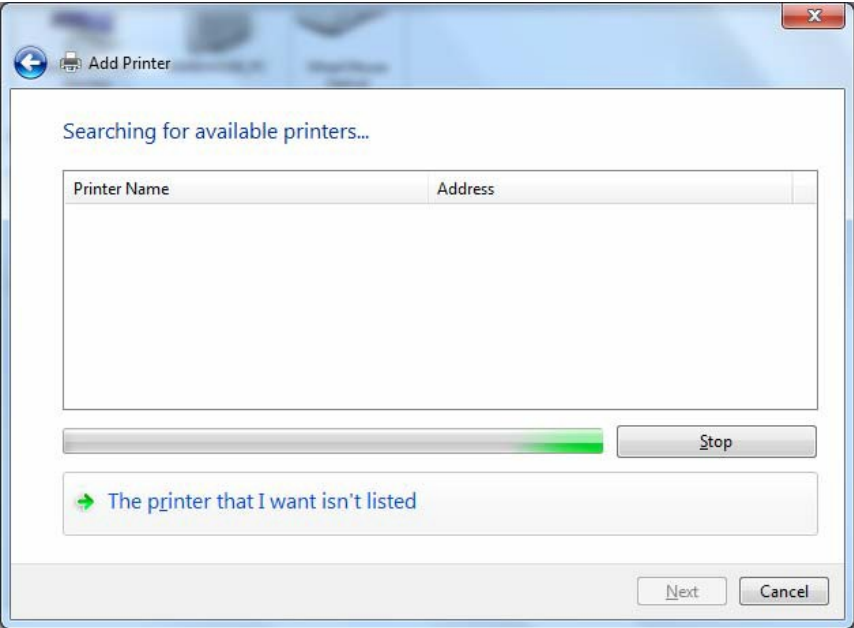 Add Printer
Searching for available printers...
Printer Name Address
Stop
The printer that I want isn't listed
Next Cancel